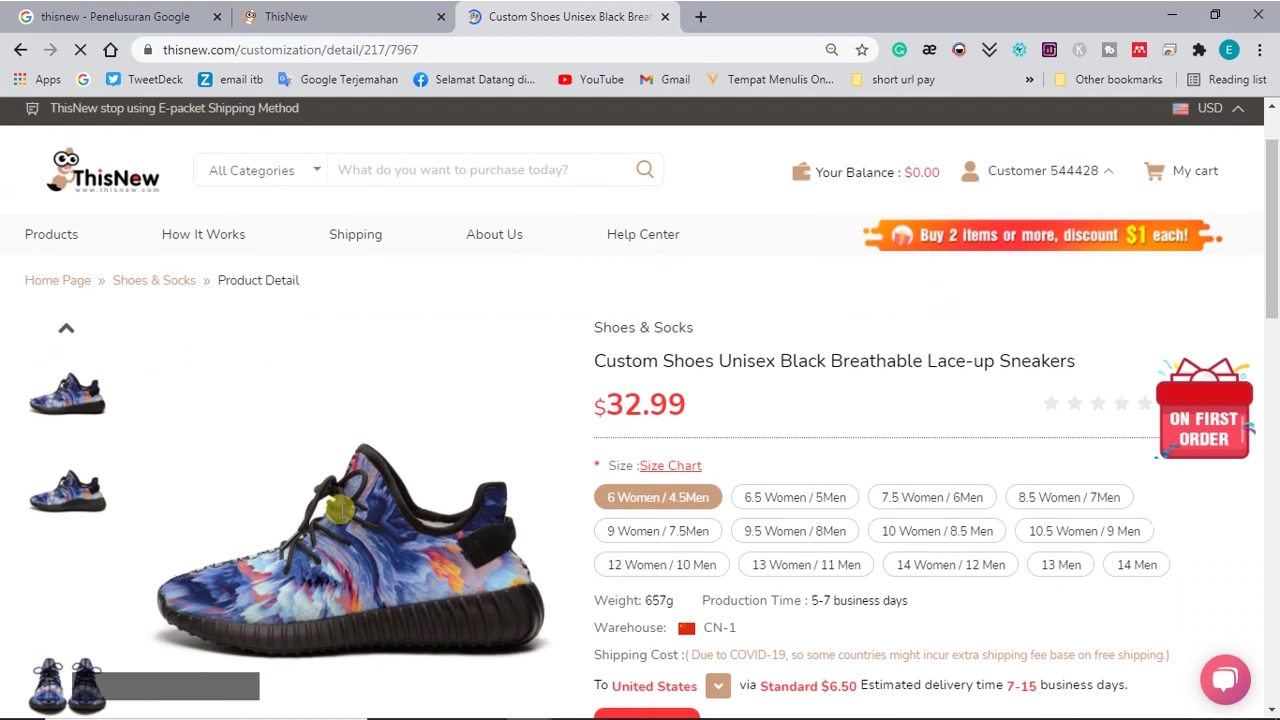 thisnew - Penelusuran Google
ThisNew
Custom Shoes Unisex Black Breat
thisnew.com/customization/detail/217/7967
Apps
TweetDeck
email itb
Google Terjemahan
Selamat Datang di...
YouTube
Gmail
Tempat Menulis On...
short url pay
»
Other bookmarks
Reading list
ThisNew stop using E-packet Shipping Method
USD
ThisNew
www.thisnew.com
All Categories
What do you want to purchase today?
Your Balance : $0.00
Customer 544428
My cart
Products
How It Works
Shipping
About Us
Help Center
Buy 2 items or more, discount $1 each!
Home Page » Shoes & Socks » Product Detail
Shoes & Socks
Custom Shoes Unisex Black Breathable Lace-up Sneakers
$32.99
ON FIRST
ORDER
* Size :Size Chart
6 Women / 4.5Men
6.5 Women / 5Men
7.5 Women / 6Men
8.5 Women / 7Men
9 Women / 7.5Men
9.5 Women / 8Men
10 Women / 8.5 Men
10.5 Women / 9 Men
12 Women / 10 Men
13 Women / 11 Men
14 Women / 12 Men
13 Men
14 Men
Weight: 657g Production Time : 5-7 business days
Warehouse: CN-1
Shipping Cost :( Due to COVID-19, so some countries might incur extra shipping fee base on free shipping.)
To United States via Standard $6.50 Estimated delivery time 7-15 business days.